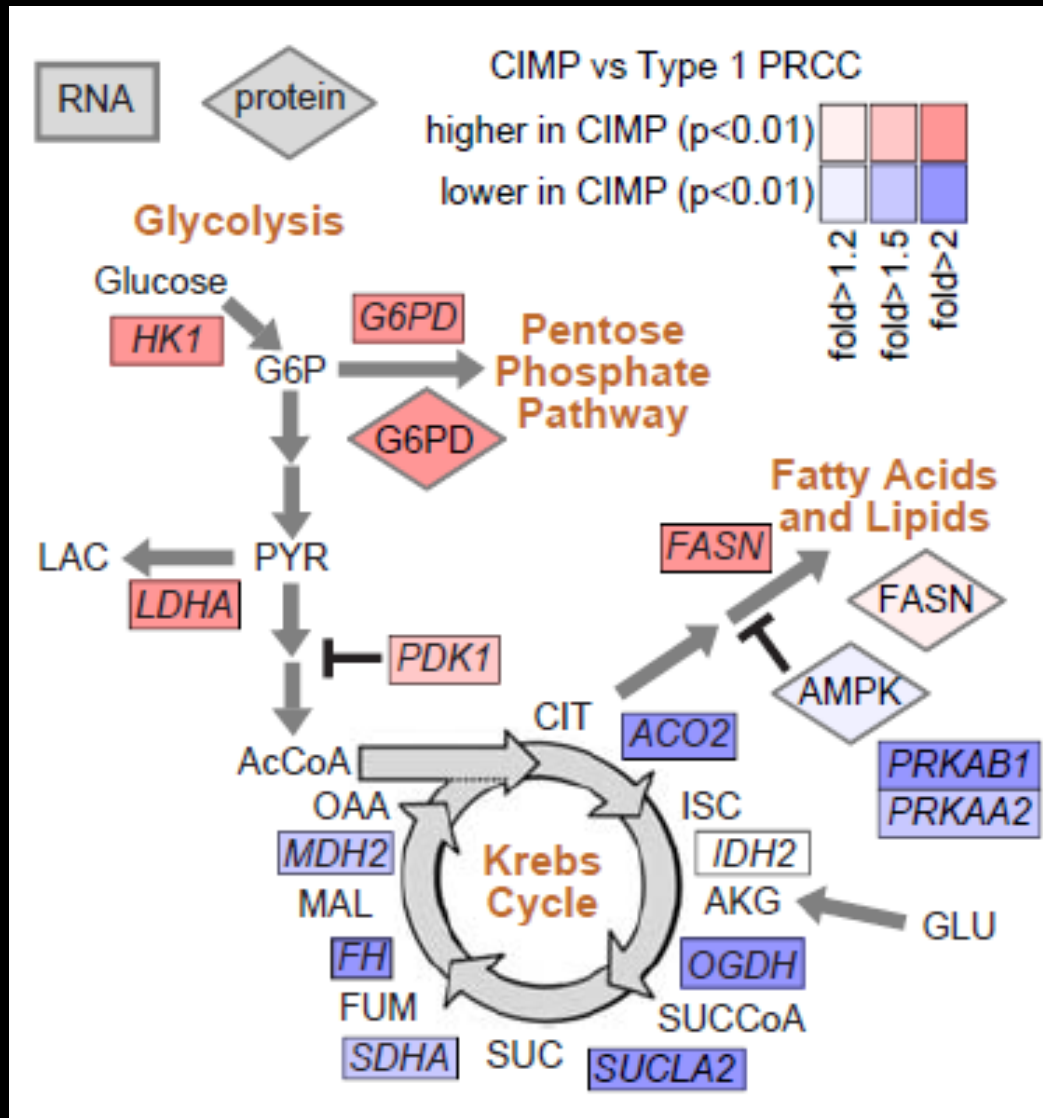 RNA
protein
CIMP vs Type 1 PRCC
higher in CIMP (p<0.01)
lower in CIMP (p<0.01)
fold>1.2
fold>1.5
fold>2
Glycolysis
Glucose
HK1
G6P
G6PD
Pentose
Phosphate
Pathway
G6PD
Fatty Acids
and Lipids
LAC
PYR
LDHA
FASN
FASN
PDK1
AMPK
PRKAB1
PRKAA2
AcCoA
CIT
ACO2
OAA
ISC
MDH2
IDH2
Krebs
Cycle
MAL
AKG
GLU
FH
OGDH
FUM
SUCCoA
SDHA
SUC
SUCLA2